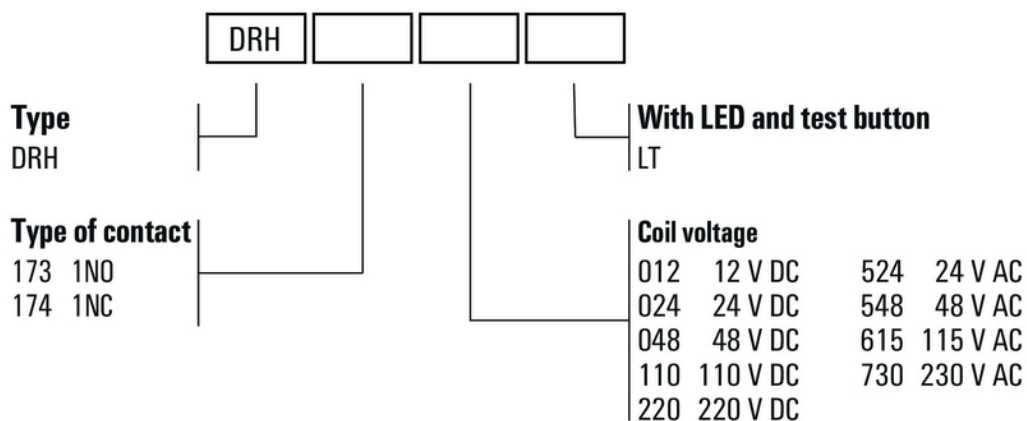 DRH
Type
DRH
With LED and test button
LT
Type of contact
173 1NO
174 1NC
Coil voltage
012 12 V DC 524 24 V AC
024 24 V DC 548 48 V AC
048 48 V DC 615 115 V AC
110 110 V DC 730 230 V AC
220 220 V DC